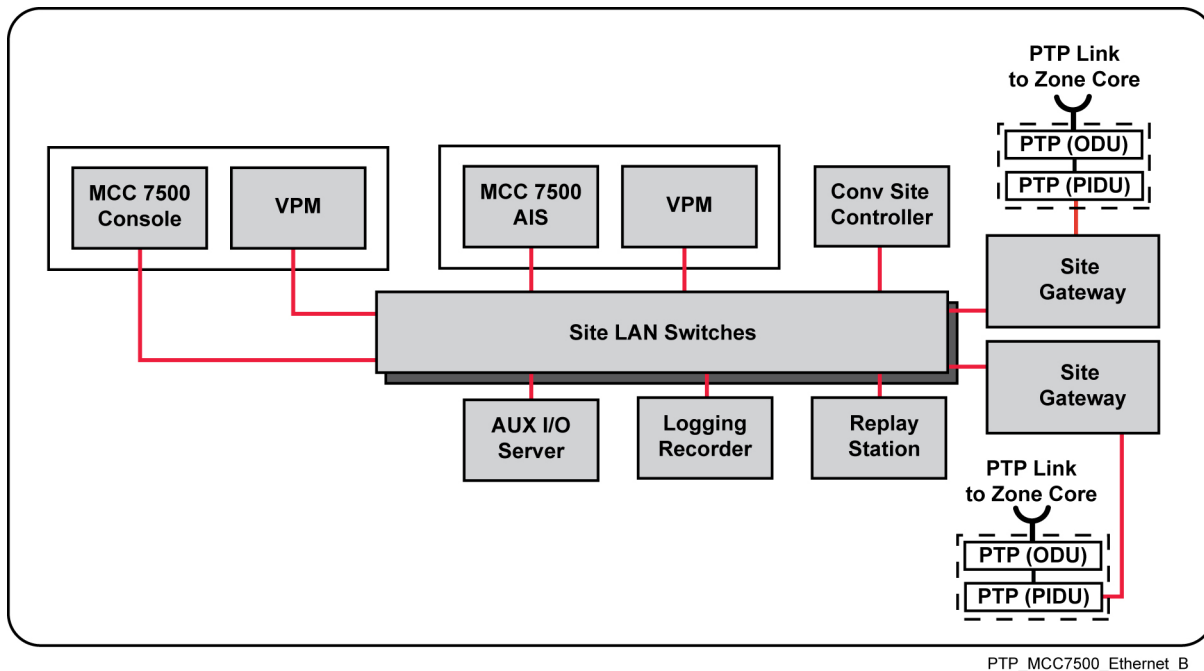 PTP Link
to Zone Core
PTP (ODU)
PTP (PIDU)
MCC 7500
Console
VPM
MCC 7500
AIS
VPM
Conv Site
Controller
Site
Gateway
Site LAN Switches
Site
Gateway
AUX I/O
Server
Logging
Recorder
Replay
Station
PTP Link
to Zone Core
PTP (ODU)
PTP (PIDU)
PTP_MCC7500_Ethernet_B